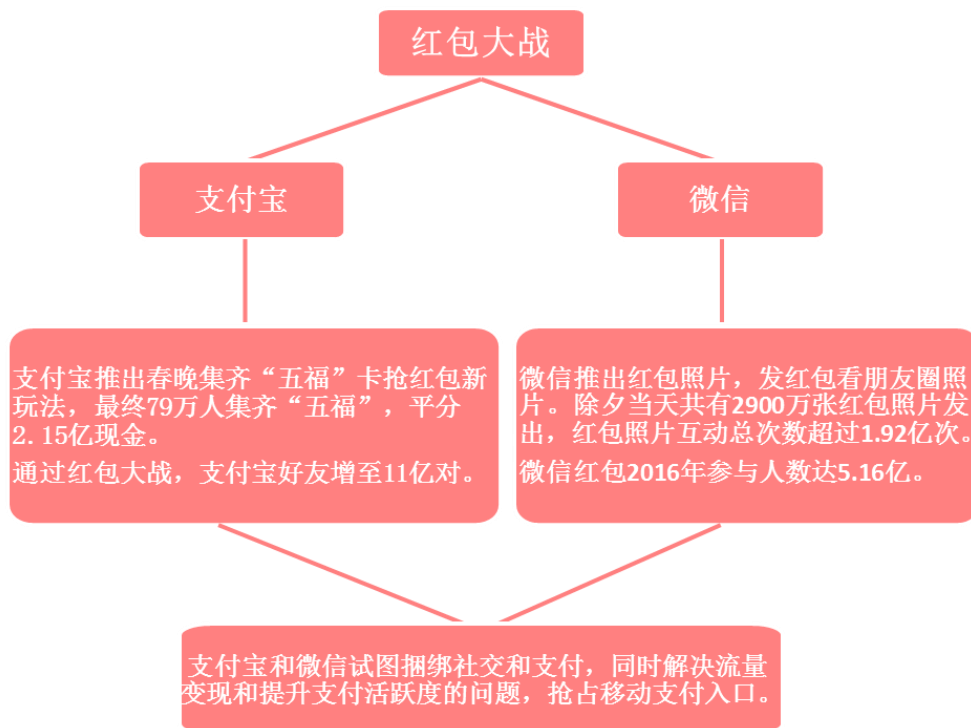 红包大战
支付宝
微信
支付宝推出春晚集齐“五福”卡抢红包新
玩法，最终79万人集齐“五福”，平分
2.15亿现金。
通过红包大战，支付宝好友增至11亿对。
微信推出红包照片，发红包看朋友圈照
片。除夕当天共有2900万张红包照片发
出，红包照片互动总次数超过1.92亿次。
微信红包2016年参与人数达5.16亿。
支付宝和微信试图捆绑社交和支付，同时解决流量
变现和提升支付活跃度的问题，抢占移动支付入口。